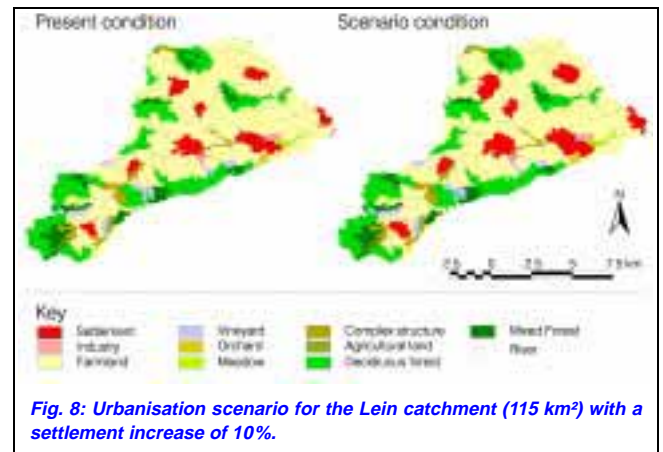 Present condition
Scenario condition
N
2.5 0 2.5 5 7.5 km
Key
Settlement
Vineyard
Complex structure
Mixed Forest
Industry
Orchard
Agricultural land
River
Farmland
Meadow
Deciduous forest
Fig. 8: Urbanisation scenario for the Lein catchment (115 km²) with a
settlement increase of 10%.